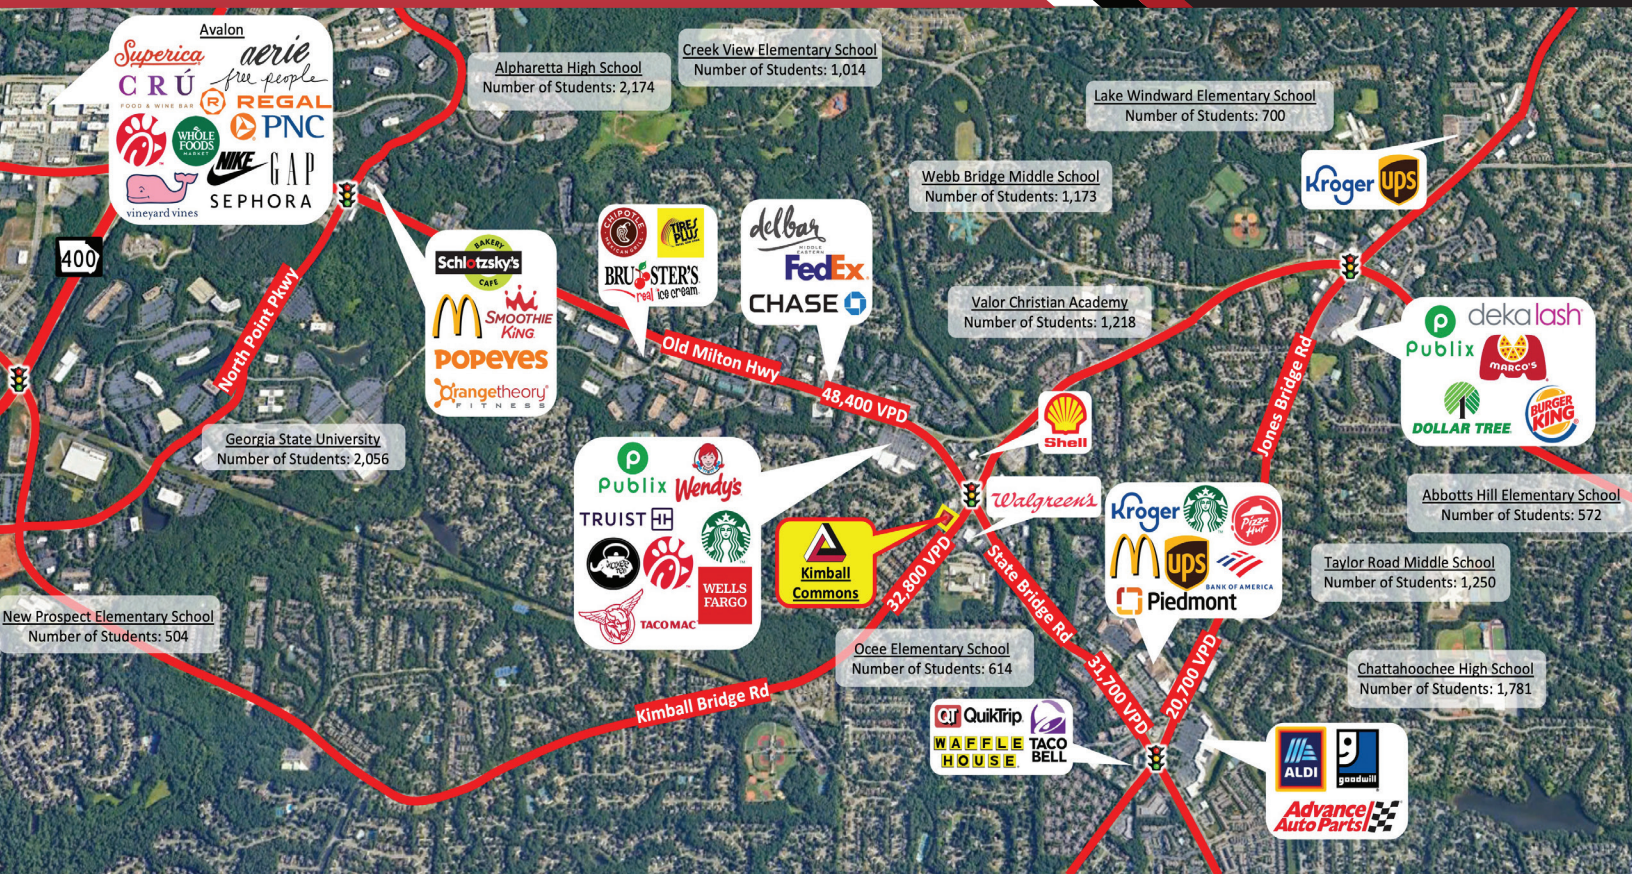 Avalon
Superica
aerie
CRÚ
FOOD & WINE BAR
free people
R REGAL
PNC
WHOLE
FOODS
MARKET
NIKE
GAP
vineyard vines
SEPHORA
Alpharetta High School
Number of Students: 2,174
Creek View Elementary School
Number of Students: 1,014
Lake Windward Elementary School
Number of Students: 700
Kroger
ups
Webb Bridge Middle School
Number of Students: 1,173
400
North Point Pkwy
BAKERY
Schlotzsky's
CAFE
SMOOTHIE
KING
POPEYES
Orangetheory
FITNESS
CHIPOTLE
MEXICAN GRILL
TIRES
PLUS
BRUSTER'S
real ice cream
delbar
MIDDLE
EASTERN
FedEx
CHASE
Valor Christian Academy
Number of Students: 1,218
Old Milton Hwy
48,400 VPD
Jones Bridge Rd
Publix
deka lash
MARCO'S
DOLLAR TREE
BURGER
KING
Shell
Georgia State University
Number of Students: 2,056
Publix
Wendy's
TRUIST
WELLS
FARGO
TACO MAC
Kimball
Commons
Walgreens
Kroger
Pizza
Hut
ups
BANK OF AMERICA
Piedmont
Abbotts Hill Elementary School
Number of Students: 572
Taylor Road Middle School
Number of Students: 1,250
32,800 VPD
State Bridge Rd
New Prospect Elementary School
Number of Students: 504
Ocee Elementary School
Number of Students: 614
31,700 VPD
20,700 VPD
Chattahoochee High School
Number of Students: 1,781
Kimball Bridge Rd
QT QuikTrip
WAFFLE
HOUSE
TACO
BELL
ALDI
goodwill
Advance
Auto Parts